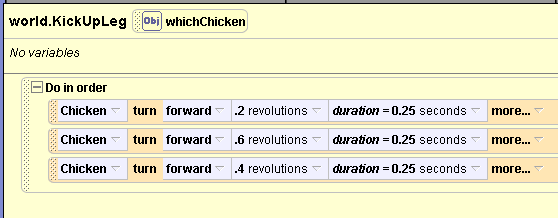 world.KickUpLeg Obj whichChicken
No variables
Do in order
Chicken turn forward .2 revolutions duration = 0.25 seconds more...
Chicken turn forward .6 revolutions duration = 0.25 seconds more...
Chicken turn forward .4 revolutions duration = 0.25 seconds more...